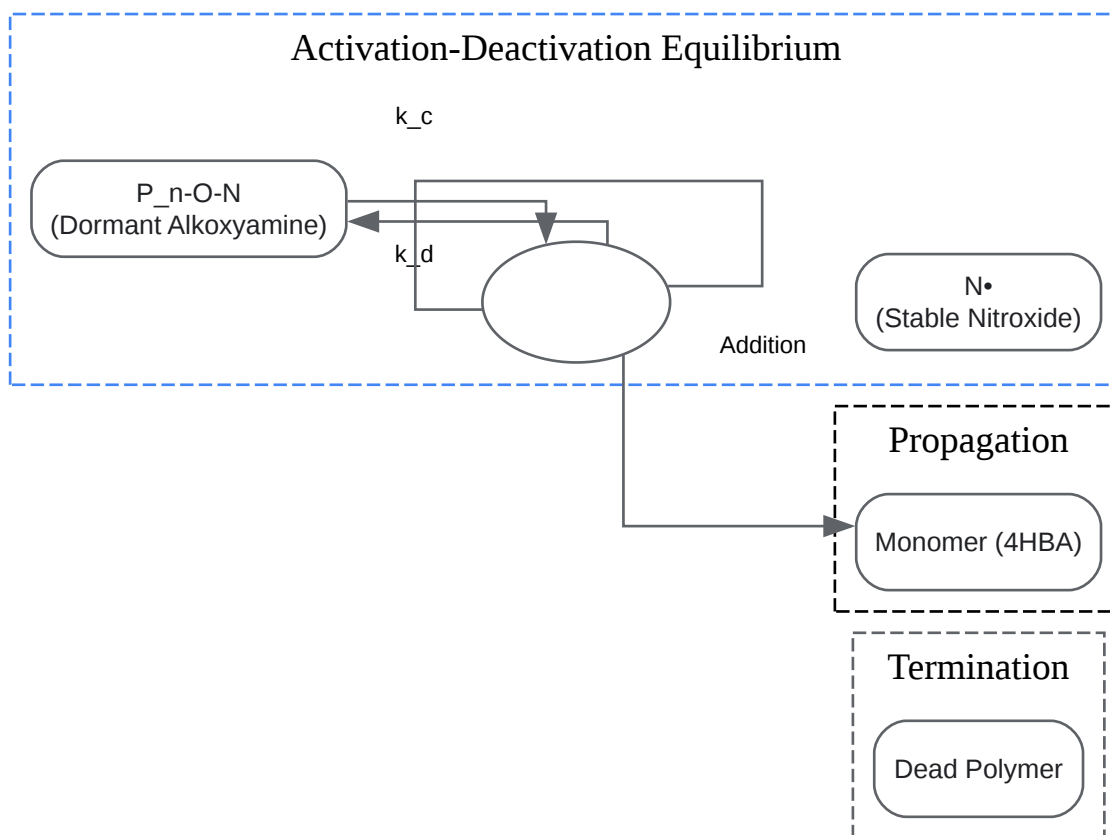 Activation-Deactivation Equilibrium
k_c
P_n-O-N
(Dormant Alkoxyamine)
k_d
N•
(Stable Nitroxide)
Addition
Propagation
Monomer (4HBA)
Termination
Dead Polymer